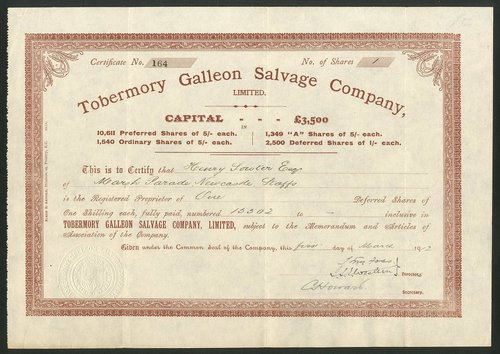 Certificate No. 164 No. of Shares 1
Tobermory Galleon Salvage Company,
LIMITED.
CAPITAL - - - £3,500
IN
10,611 Preferred Shares of 5/- each. 1,349 "A" Shares of 5/- each.
1,540 Ordinary Shares of 5/- each. 2,500 Deferred Shares of 1/- each.
This is to Certify that Henry Fowler Esq
of Marsh Parade Newcastle Staffs
is the Registered Proprietor of One Deferred Shares of
One Shilling each, fully paid, numbered 15502 to — inclusive in
TOBERMORY GALLEON SALVAGE COMPANY, LIMITED, subject to the Memorandum and Articles of
Association of the Company.
Given under the Common Seal of the Company, this first day of March 191
Directors.
Secretary.